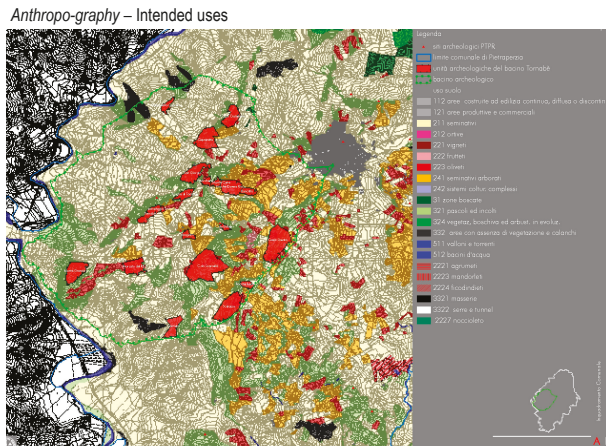 Anthropo-graphy – Intended uses
Legenda
siti archeologici PTPR
limite comunale di Pietraperzia
unità archeologiche del bacino Tornabè
bacino archeologico
uso suolo
112 aree costruite ad edilizia continua, diffusa o discontin
121 aree produttive e commerciali
211 seminativi
212 ortive
221 vigneti
222 frutteti
223 oliveti
241 seminativi arborati
242 sistemi coltur. complessi
31 zone boscate
321 pascoli ed incolti
324 vegetaz. boschiva ed arbust. in evoluz.
332 aree con assenza di vegetazione e calanchi
511 valloni e torrenti
512 bacini d'acqua
2221 agrumeti
2223 mandorleti
2224 ficodindieti
3321 masserie
3322 serre e tunnel
2227 noccioleto
Inquadramento Comunale
A